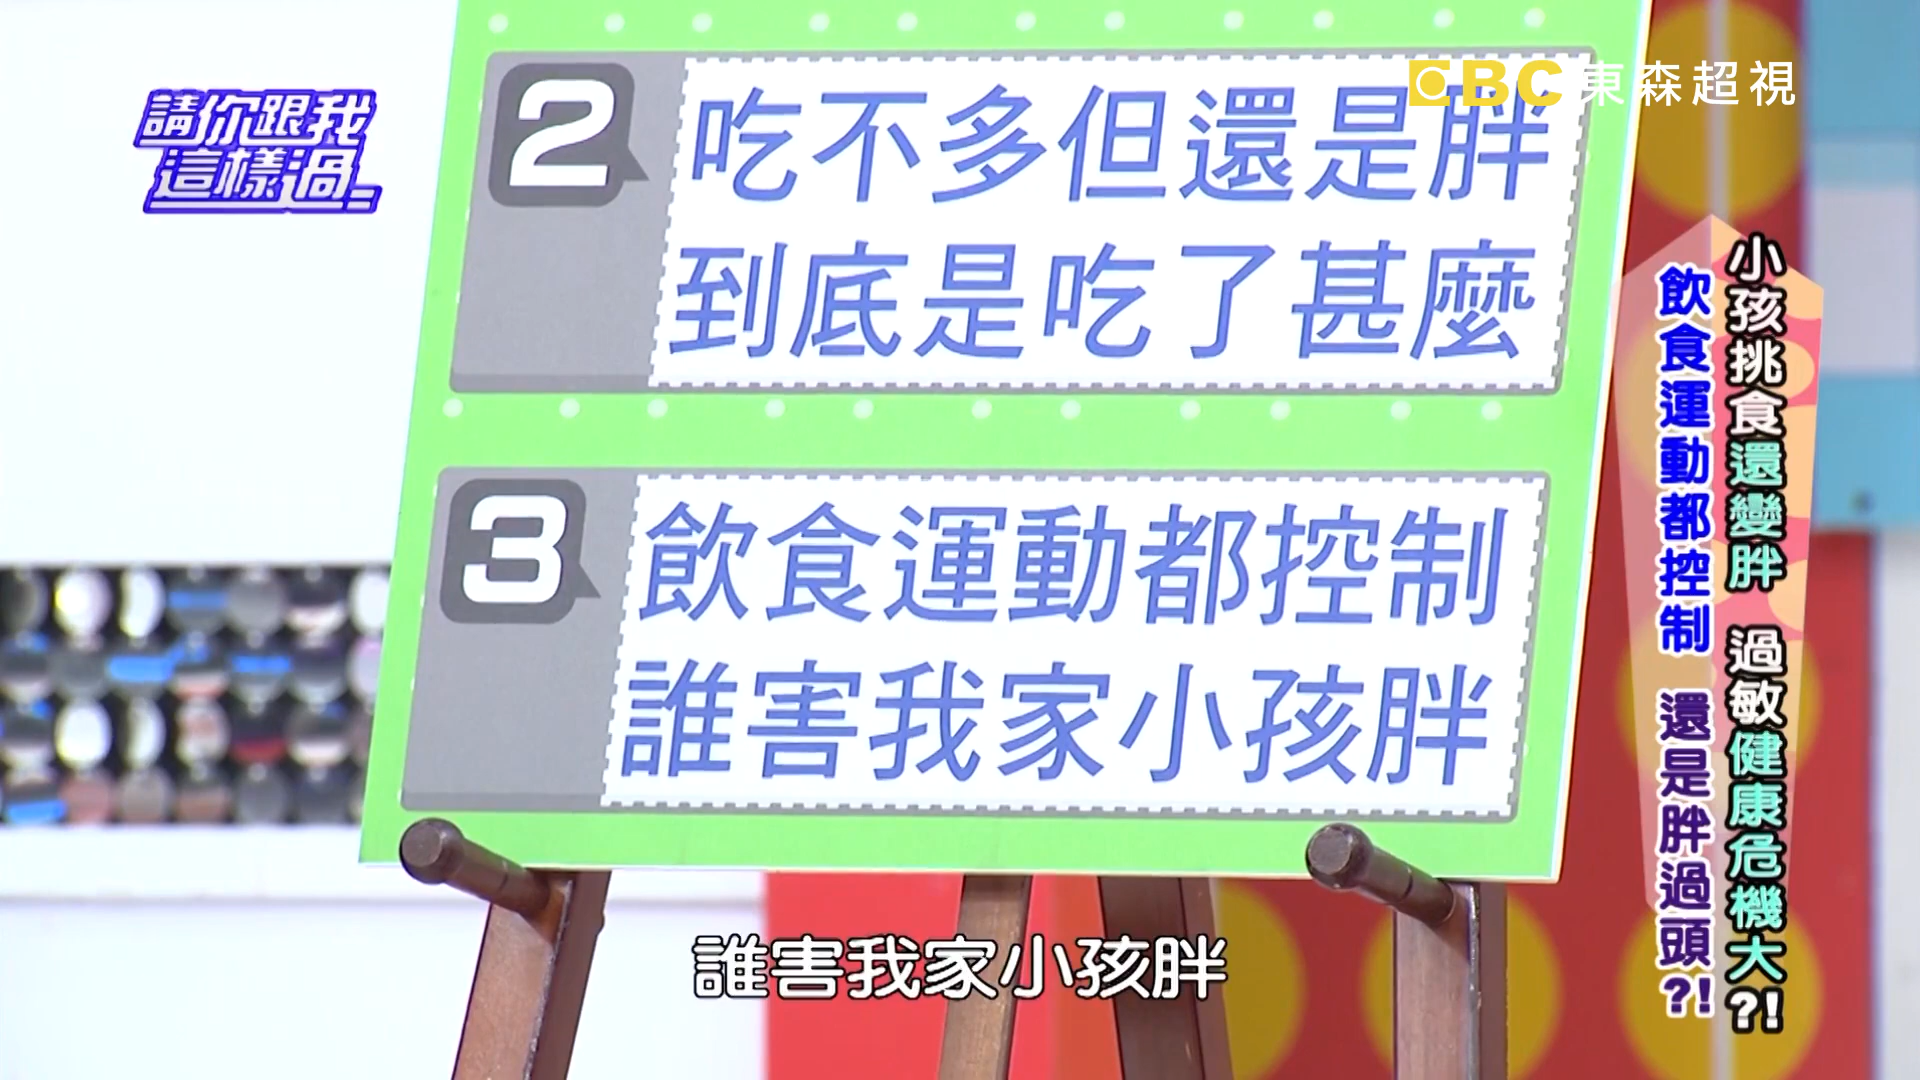 請你跟我
這樣過
EBC 東森超視
2
吃不多但還是胖
到底是吃了甚麼
3
飲食運動都控制
誰害我家小孩胖
小孩挑食還變胖 過敏健康危機大?!
飲食運動都控制 還是胖過頭?!
誰害我家小孩胖